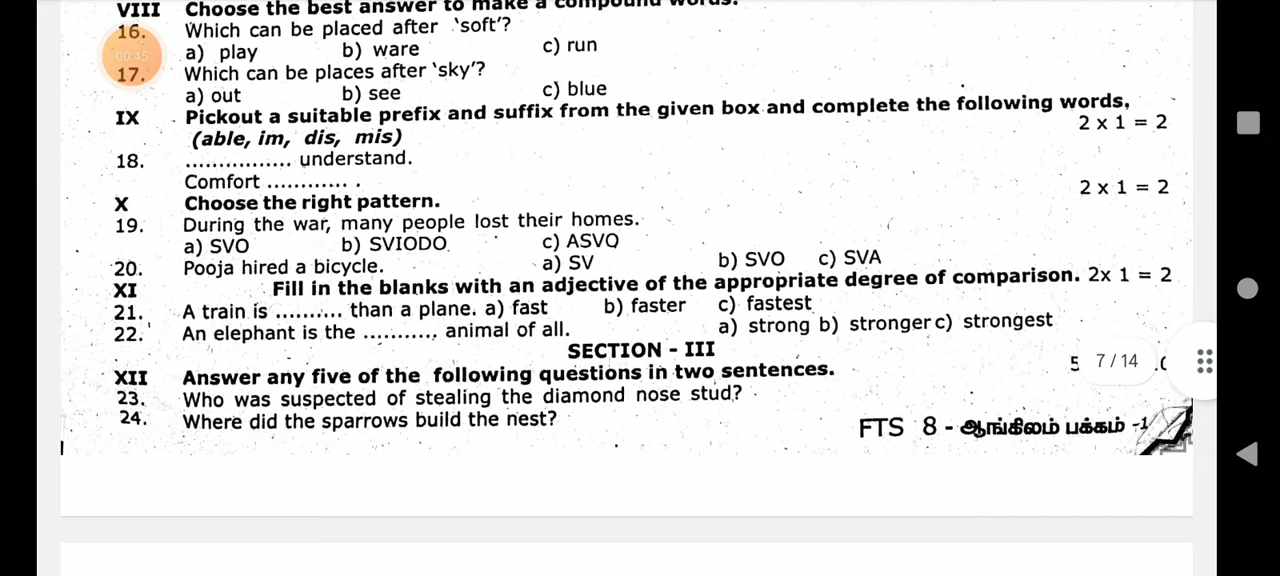 VIII Choose the best answer to make a compound words.
16. Which can be placed after 'soft'?
a) play b) ware c) run
00:45
17. Which can be places after 'sky'?
a) out b) see c) blue
IX Pickout a suitable prefix and suffix from the given box and complete the following words,
(able, im, dis, mis) 2 x 1 = 2
18. ................ understand.
Comfort ............ .
X Choose the right pattern. 2 x 1 = 2
19. During the war, many people lost their homes.
a) SVO b) SVIODO c) ASVO
20. Pooja hired a bicycle. a) SV b) SVO c) SVA
XI Fill in the blanks with an adjective of the appropriate degree of comparison. 2x 1 = 2
21. A train is .......... than a plane. a) fast b) faster c) fastest
22. An elephant is the ........... animal of all. a) strong b) stronger c) strongest
SECTION - III
XII Answer any five of the following questions in two sentences. 5
7 / 14
23. Who was suspected of stealing the diamond nose stud?
24. Where did the sparrows build the nest?
FTS 8 - ஆங்கிலம் பக்கம் -1